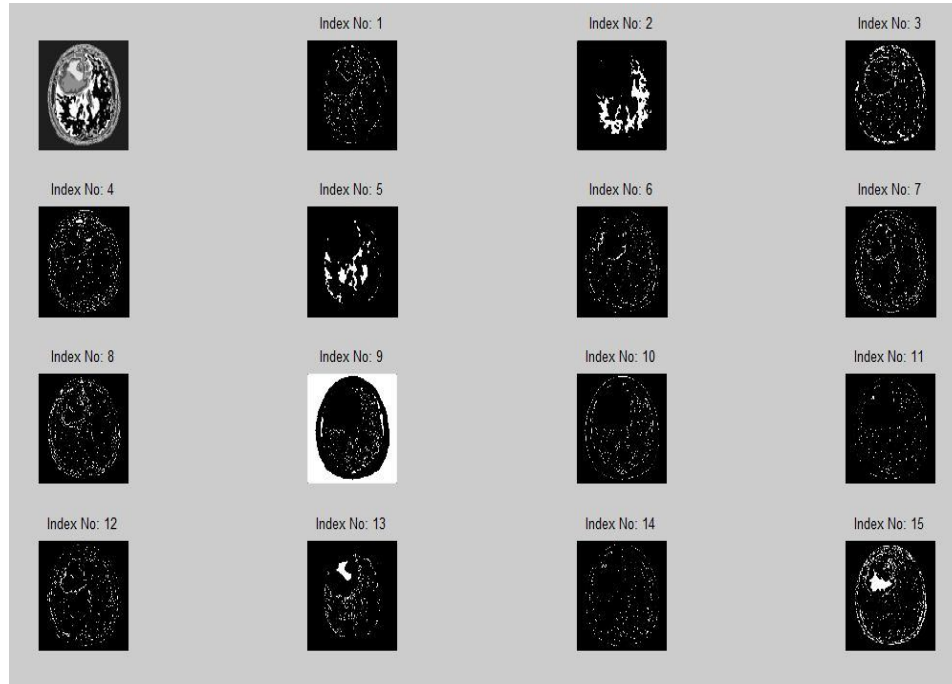 Index No: 1
Index No: 2
Index No: 3
Index No: 4
Index No: 5
Index No: 6
Index No: 7
Index No: 8
Index No: 9
Index No: 10
Index No: 11
Index No: 12
Index No: 13
Index No: 14
Index No: 15